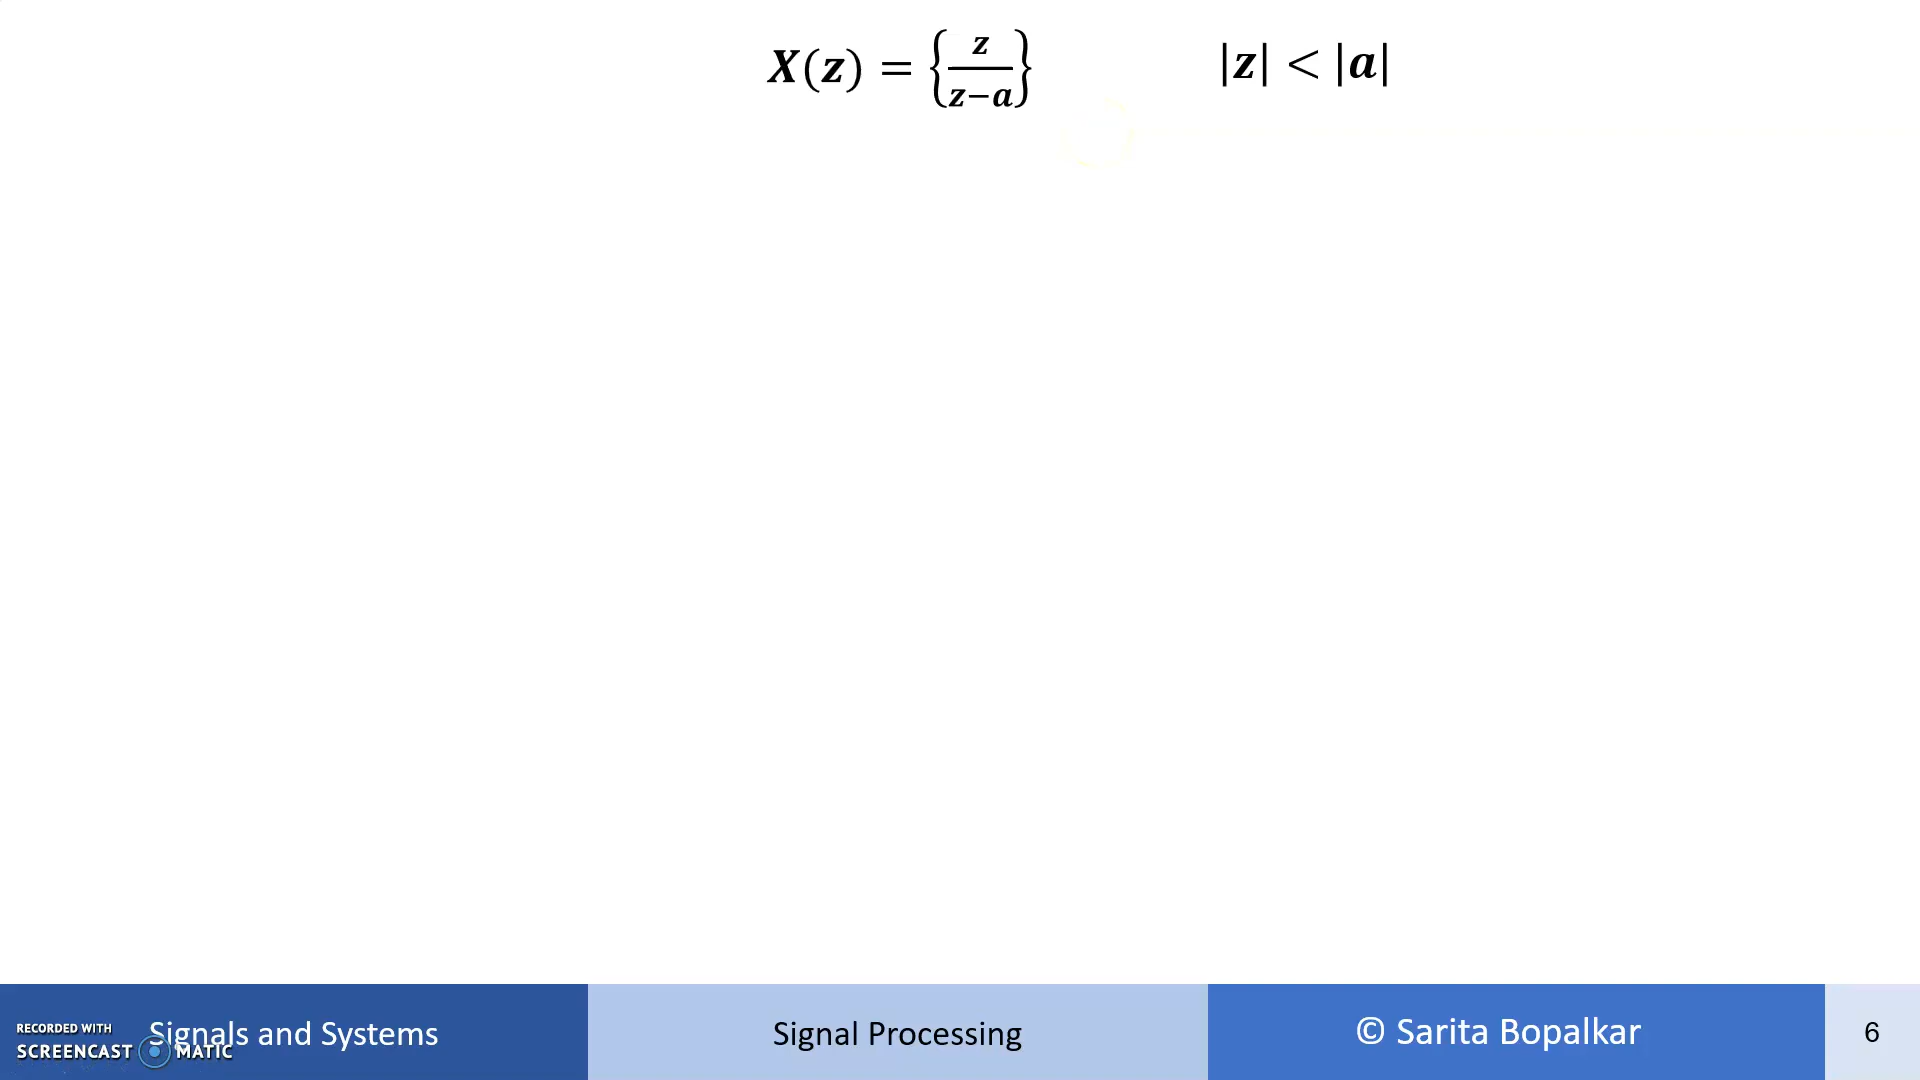 X(z) = {z/(z−a)} |z| < |a|
RECORDED WITH
SCREENCAST MATIC
Signals and Systems
Signal Processing
© Sarita Bopalkar
6